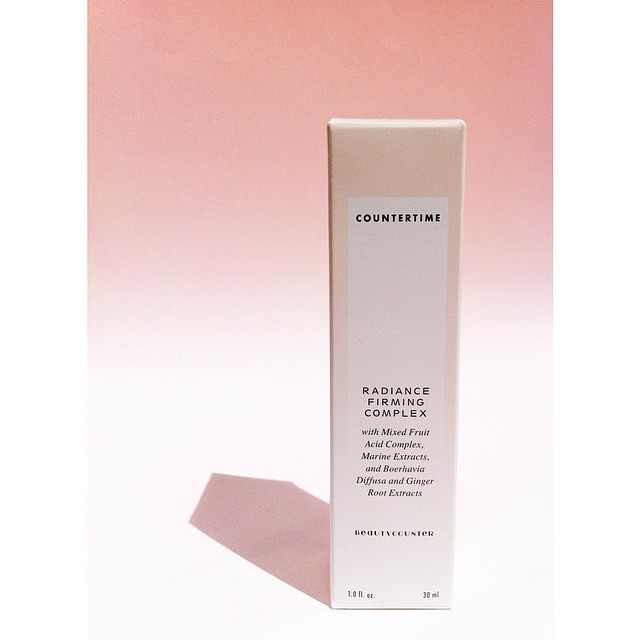 COUNTERTIME
RADIANCE
FIRMING
COMPLEX
with Mixed Fruit
Acid Complex,
Marine Extracts,
and Boerhavia
Diffusa and Ginger
Root Extracts
BeaUTYCOUNTer
1.0 fl. oz. 30 ml